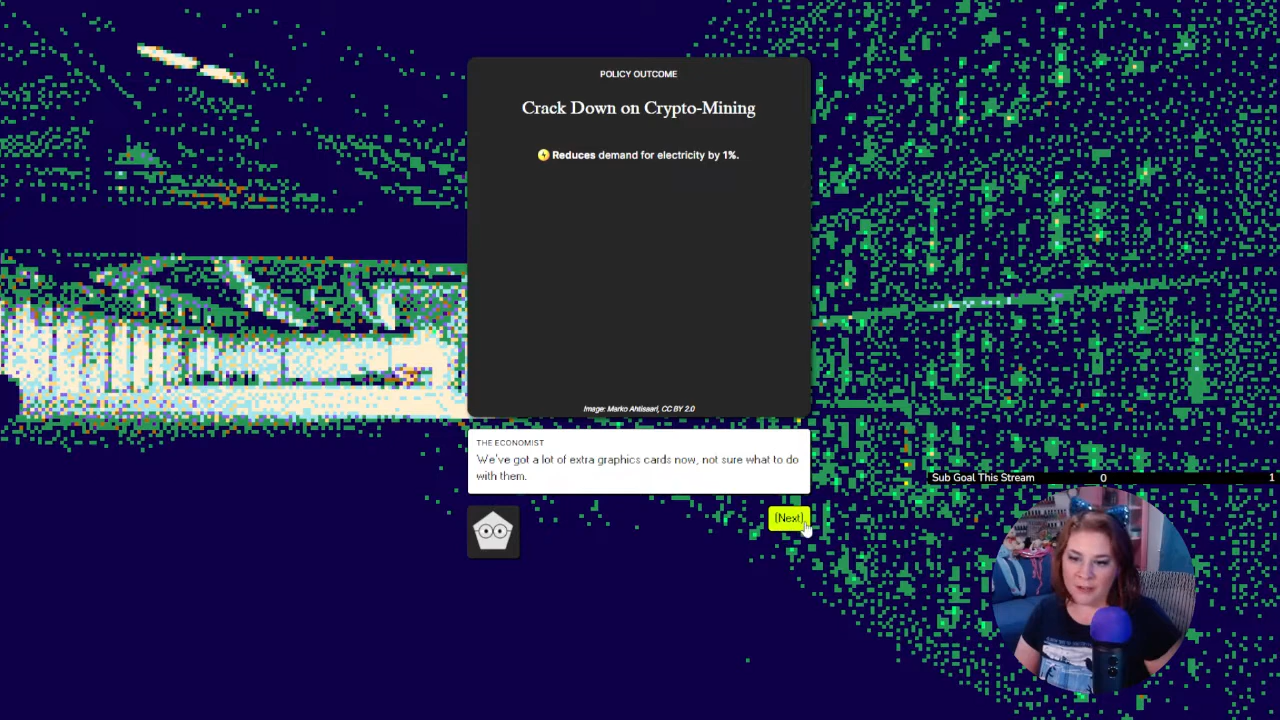 POLICY OUTCOME
Crack Down on Crypto-Mining
Reduces demand for electricity by 1%.
Image: Marko Ahtisaari, CC BY 2.0
THE ECONOMIST
We've got a lot of extra graphics cards now, not sure what to do
with them.
[Next]
Sub Goal This Stream 0 1